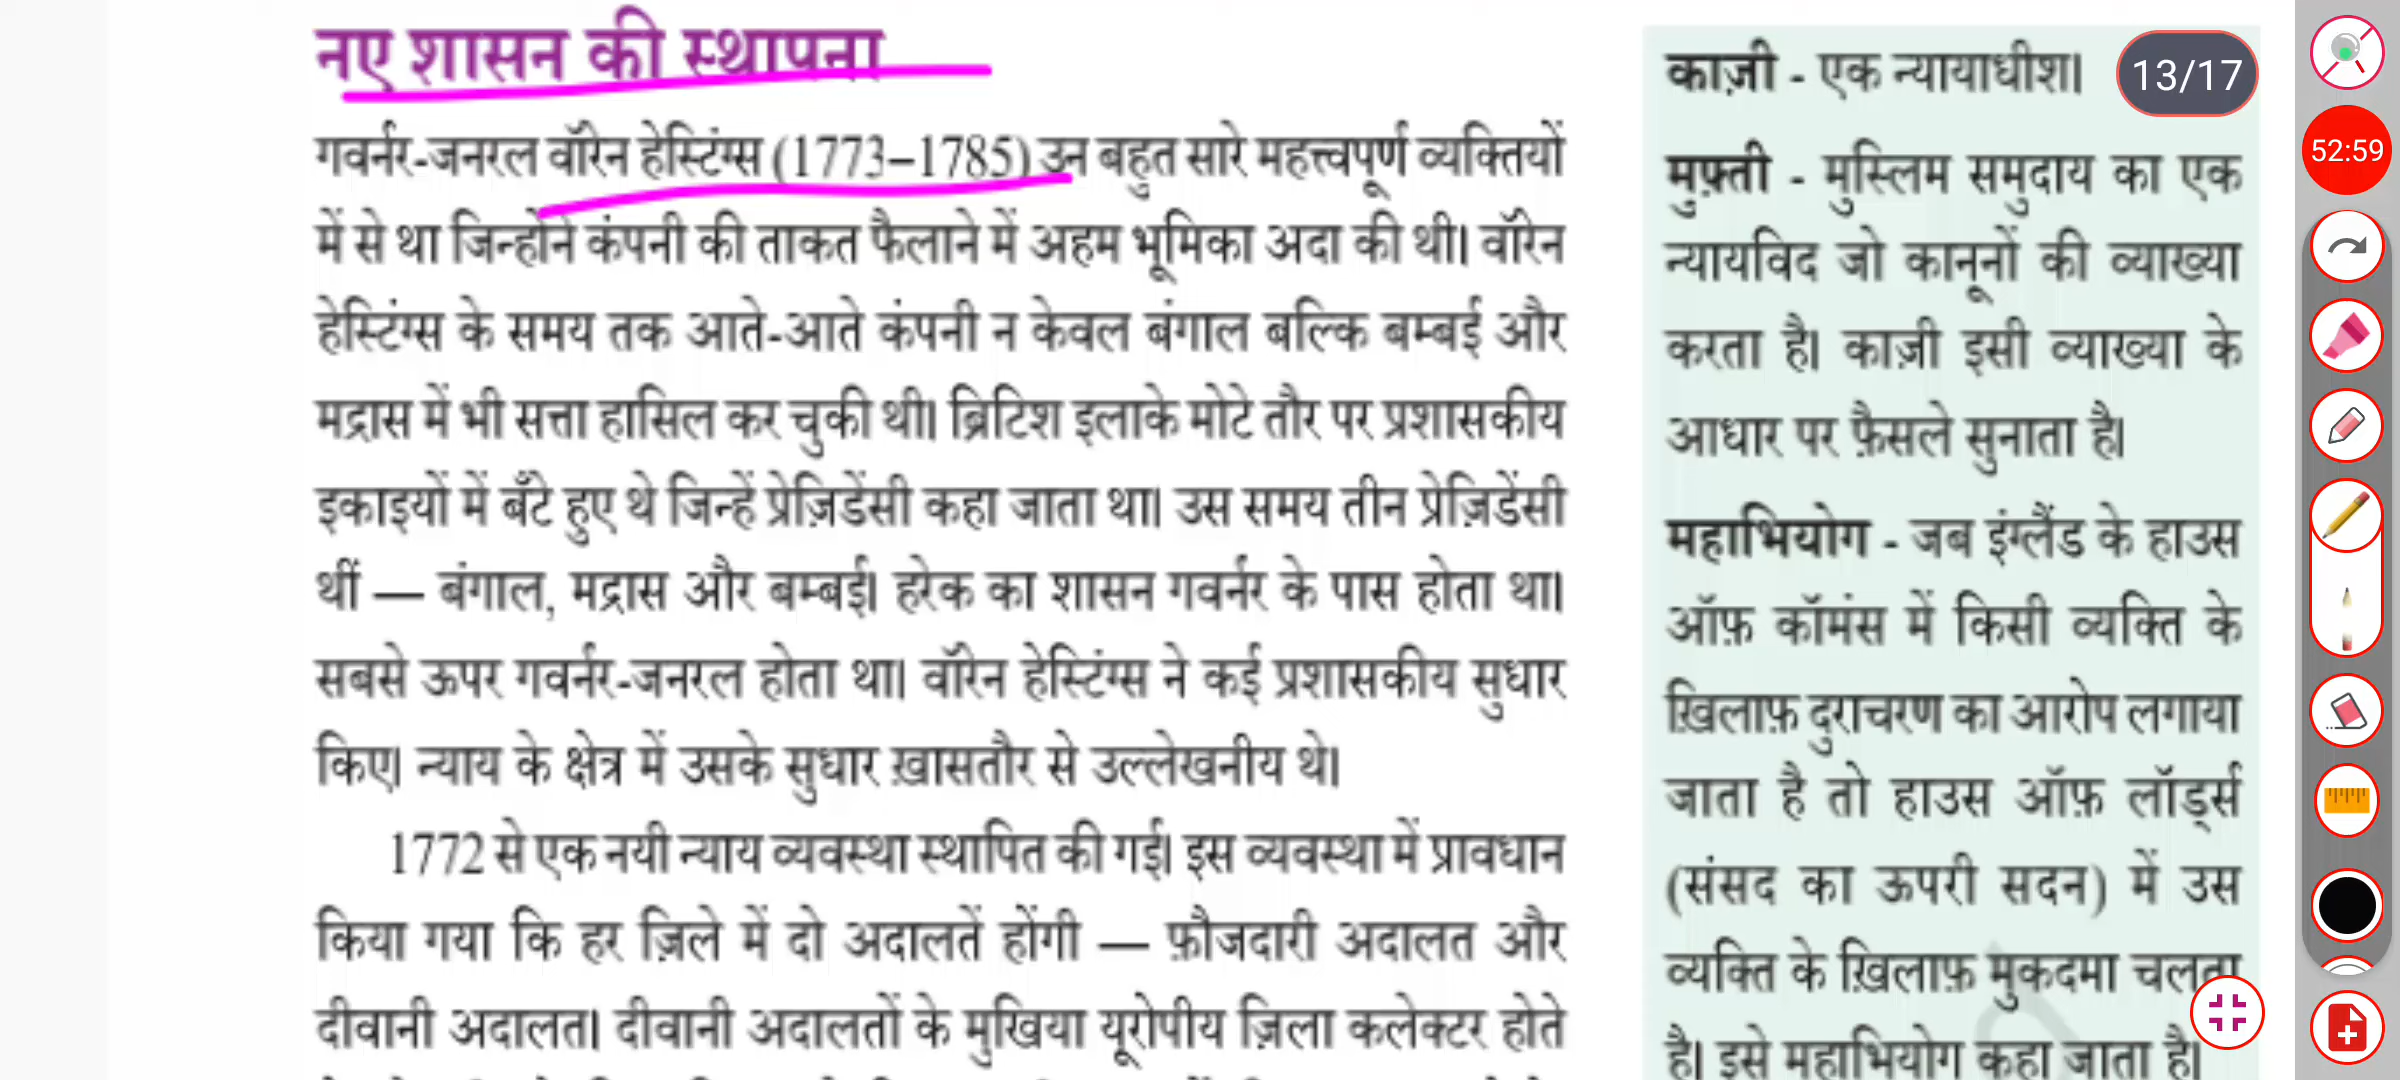 नए शासन की स्थापना
गवर्नर-जनरल वॉरेन हेस्टिंग्स (1773–1785) उन बहुत सारे महत्त्वपूर्ण व्यक्तियों
में से था जिन्होंने कंपनी की ताकत फैलाने में अहम भूमिका अदा की थी। वॉरेन
हेस्टिंग्स के समय तक आते-आते कंपनी न केवल बंगाल बल्कि बम्बई और
मद्रास में भी सत्ता हासिल कर चुकी थी। ब्रिटिश इलाके मोटे तौर पर प्रशासकीय
इकाइयों में बँटे हुए थे जिन्हें प्रेज़िडेंसी कहा जाता था। उस समय तीन प्रेज़िडेंसी
थीं — बंगाल, मद्रास और बम्बई। हरेक का शासन गवर्नर के पास होता था।
सबसे ऊपर गवर्नर-जनरल होता था। वॉरेन हेस्टिंग्स ने कई प्रशासकीय सुधार
किए। न्याय के क्षेत्र में उसके सुधार ख़ासतौर से उल्लेखनीय थे।
1772 से एक नयी न्याय व्यवस्था स्थापित की गई। इस व्यवस्था में प्रावधान
किया गया कि हर ज़िले में दो अदालतें होंगी — फ़ौजदारी अदालत और
दीवानी अदालत। दीवानी अदालतों के मुखिया यूरोपीय ज़िला कलेक्टर होते
काज़ी - एक न्यायाधीश।
मुफ़्ती - मुस्लिम समुदाय का एक
न्यायविद जो कानूनों की व्याख्या
करता है। काज़ी इसी व्याख्या के
आधार पर फ़ैसले सुनाता है।
महाभियोग - जब इंग्लैंड के हाउस
ऑफ़ कॉमंस में किसी व्यक्ति के
ख़िलाफ़ दुराचरण का आरोप लगाया
जाता है तो हाउस ऑफ़ लॉर्ड्स
(संसद का ऊपरी सदन) में उस
व्यक्ति के ख़िलाफ़ मुकदमा चलता
है। इसे महाभियोग कहा जाता है।
13/17
52:59